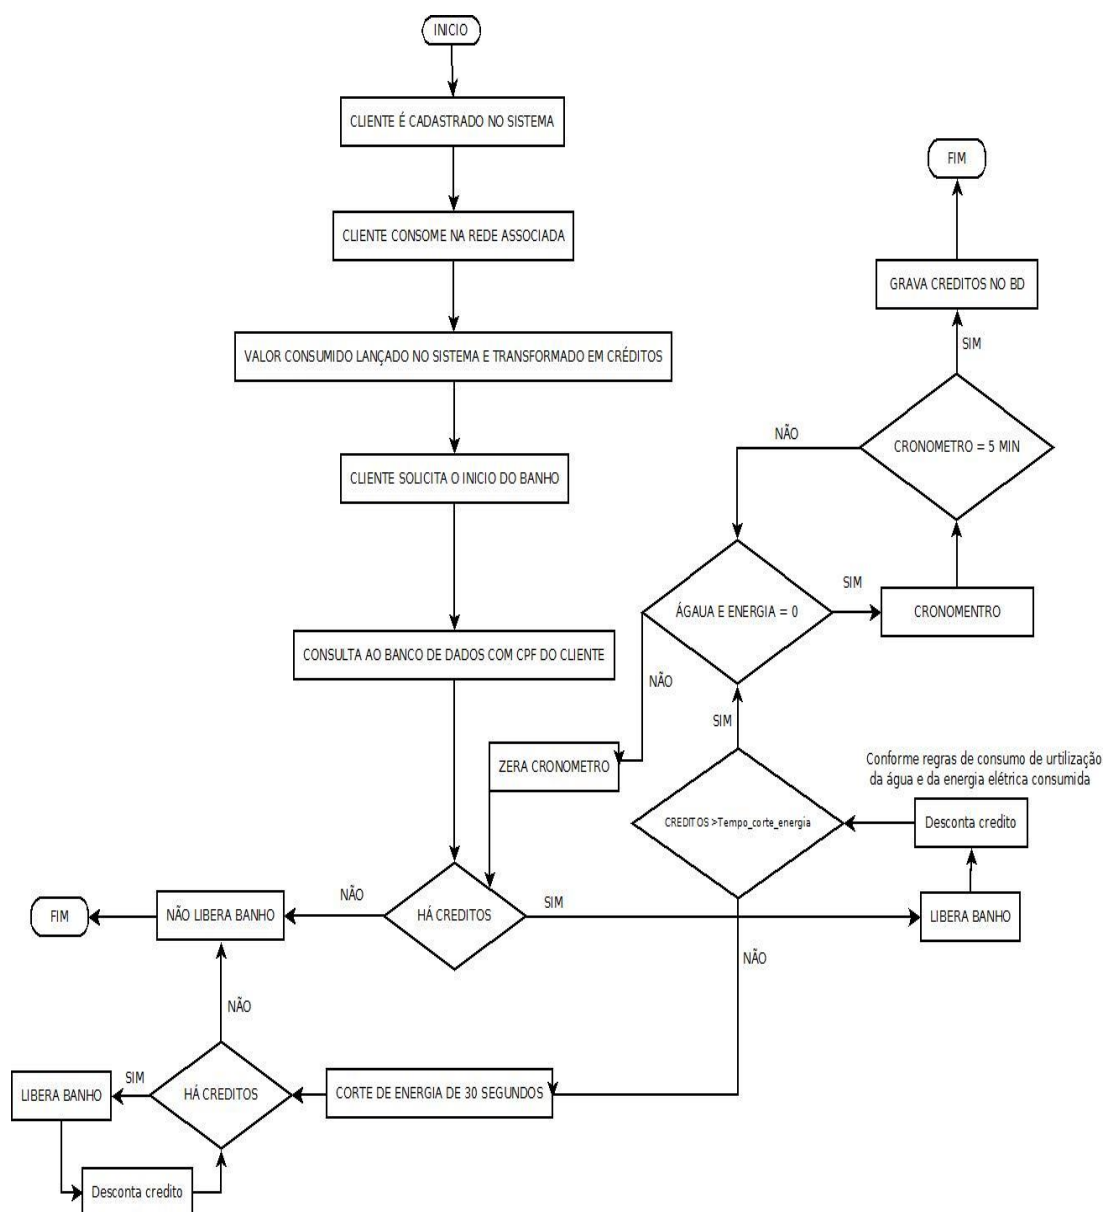 INICIO
CLIENTE É CADASTRADO NO SISTEMA
FIM
CLIENTE CONSOME NA REDE ASSOCIADA
GRAVA CREDITOS NO BD
SIM
VALOR CONSUMIDO LANÇADO NO SISTEMA E TRANSFORMADO EM CRÉDITOS
NÃO
CRONOMETRO = 5 MIN
CLIENTE SOLICITA O INICIO DO BANHO
SIM
ÁGAUA E ENERGIA = 0
CRONOMENTRO
CONSULTA AO BANCO DE DADOS COM CPF DO CLIENTE
NÃO
SIM
ZERA CRONOMETRO
Conforme regras de consumo de urtilização
da água e da energia elétrica consumida
CREDITOS >Tempo_corte_energia
Desconta credito
NÃO
SIM
FIM
NÃO LIBERA BANHO
HÁ CREDITOS
LIBERA BANHO
NÃO
NÃO
SIM
LIBERA BANHO
HÁ CREDITOS
CORTE DE ENERGIA DE 30 SEGUNDOS
Desconta credito